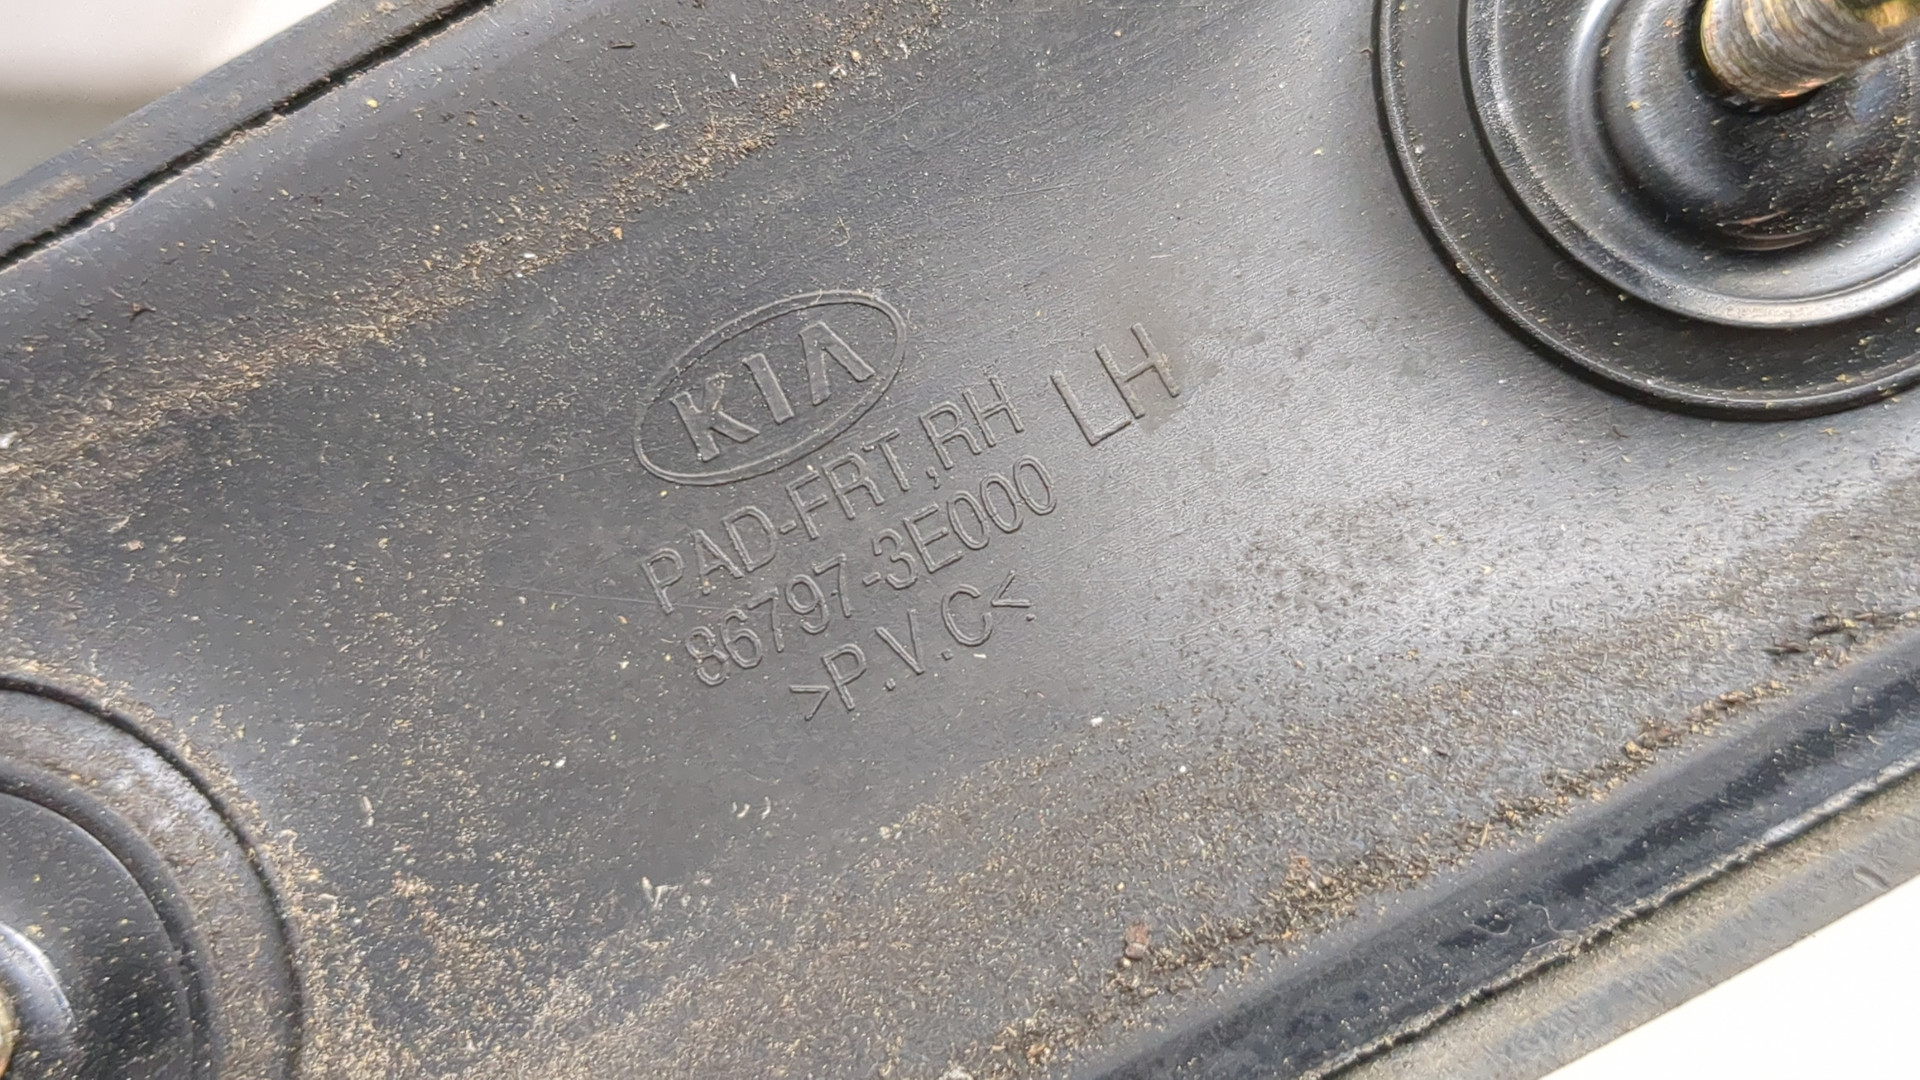 KIA
PAD-FRT,RH LH
86797-3E000
>P.V.C<